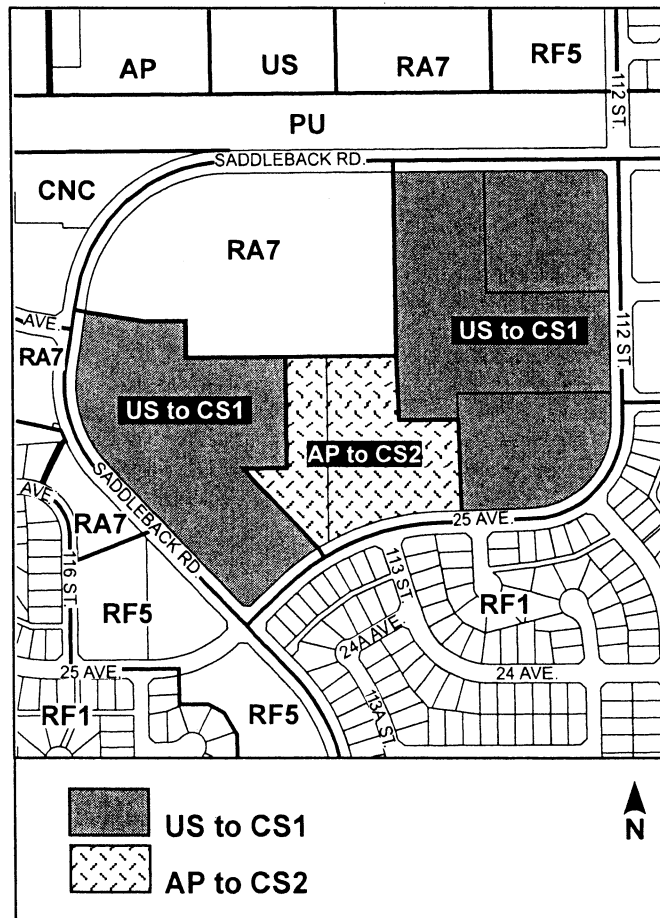 AP
US
RA7
RF5
112 ST.
PU
SADDLEBACK RD.
CNC
RA7
US to CS1
112 ST.
AVE.
RA7
US to CS1
AP to CS2
SADDLEBACK RD.
AVE.
RA7
25 AVE.
116 ST.
113 ST.
RF5
RF1
24A AVE.
25 AVE.
24 AVE.
113A ST.
RF1
RF5
US to CS1
AP to CS2
N